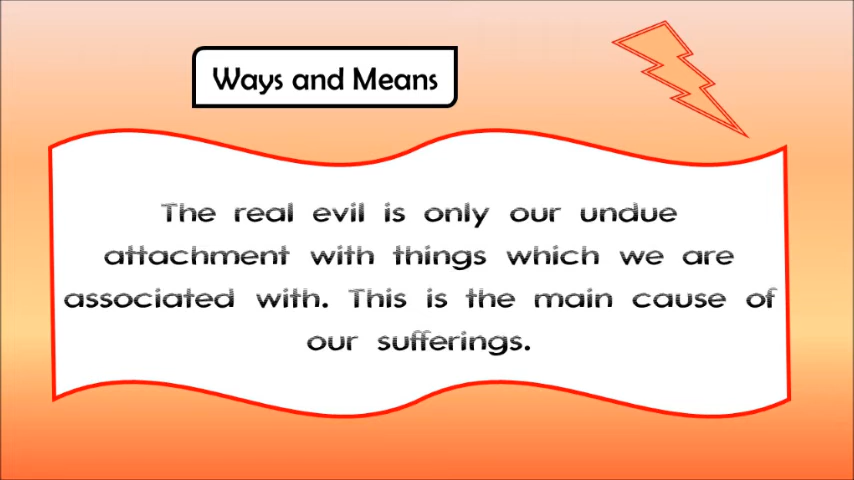 Ways and Means
The real evil is only our undue
attachment with things which we are
associated with. This is the main cause of
our sufferings.